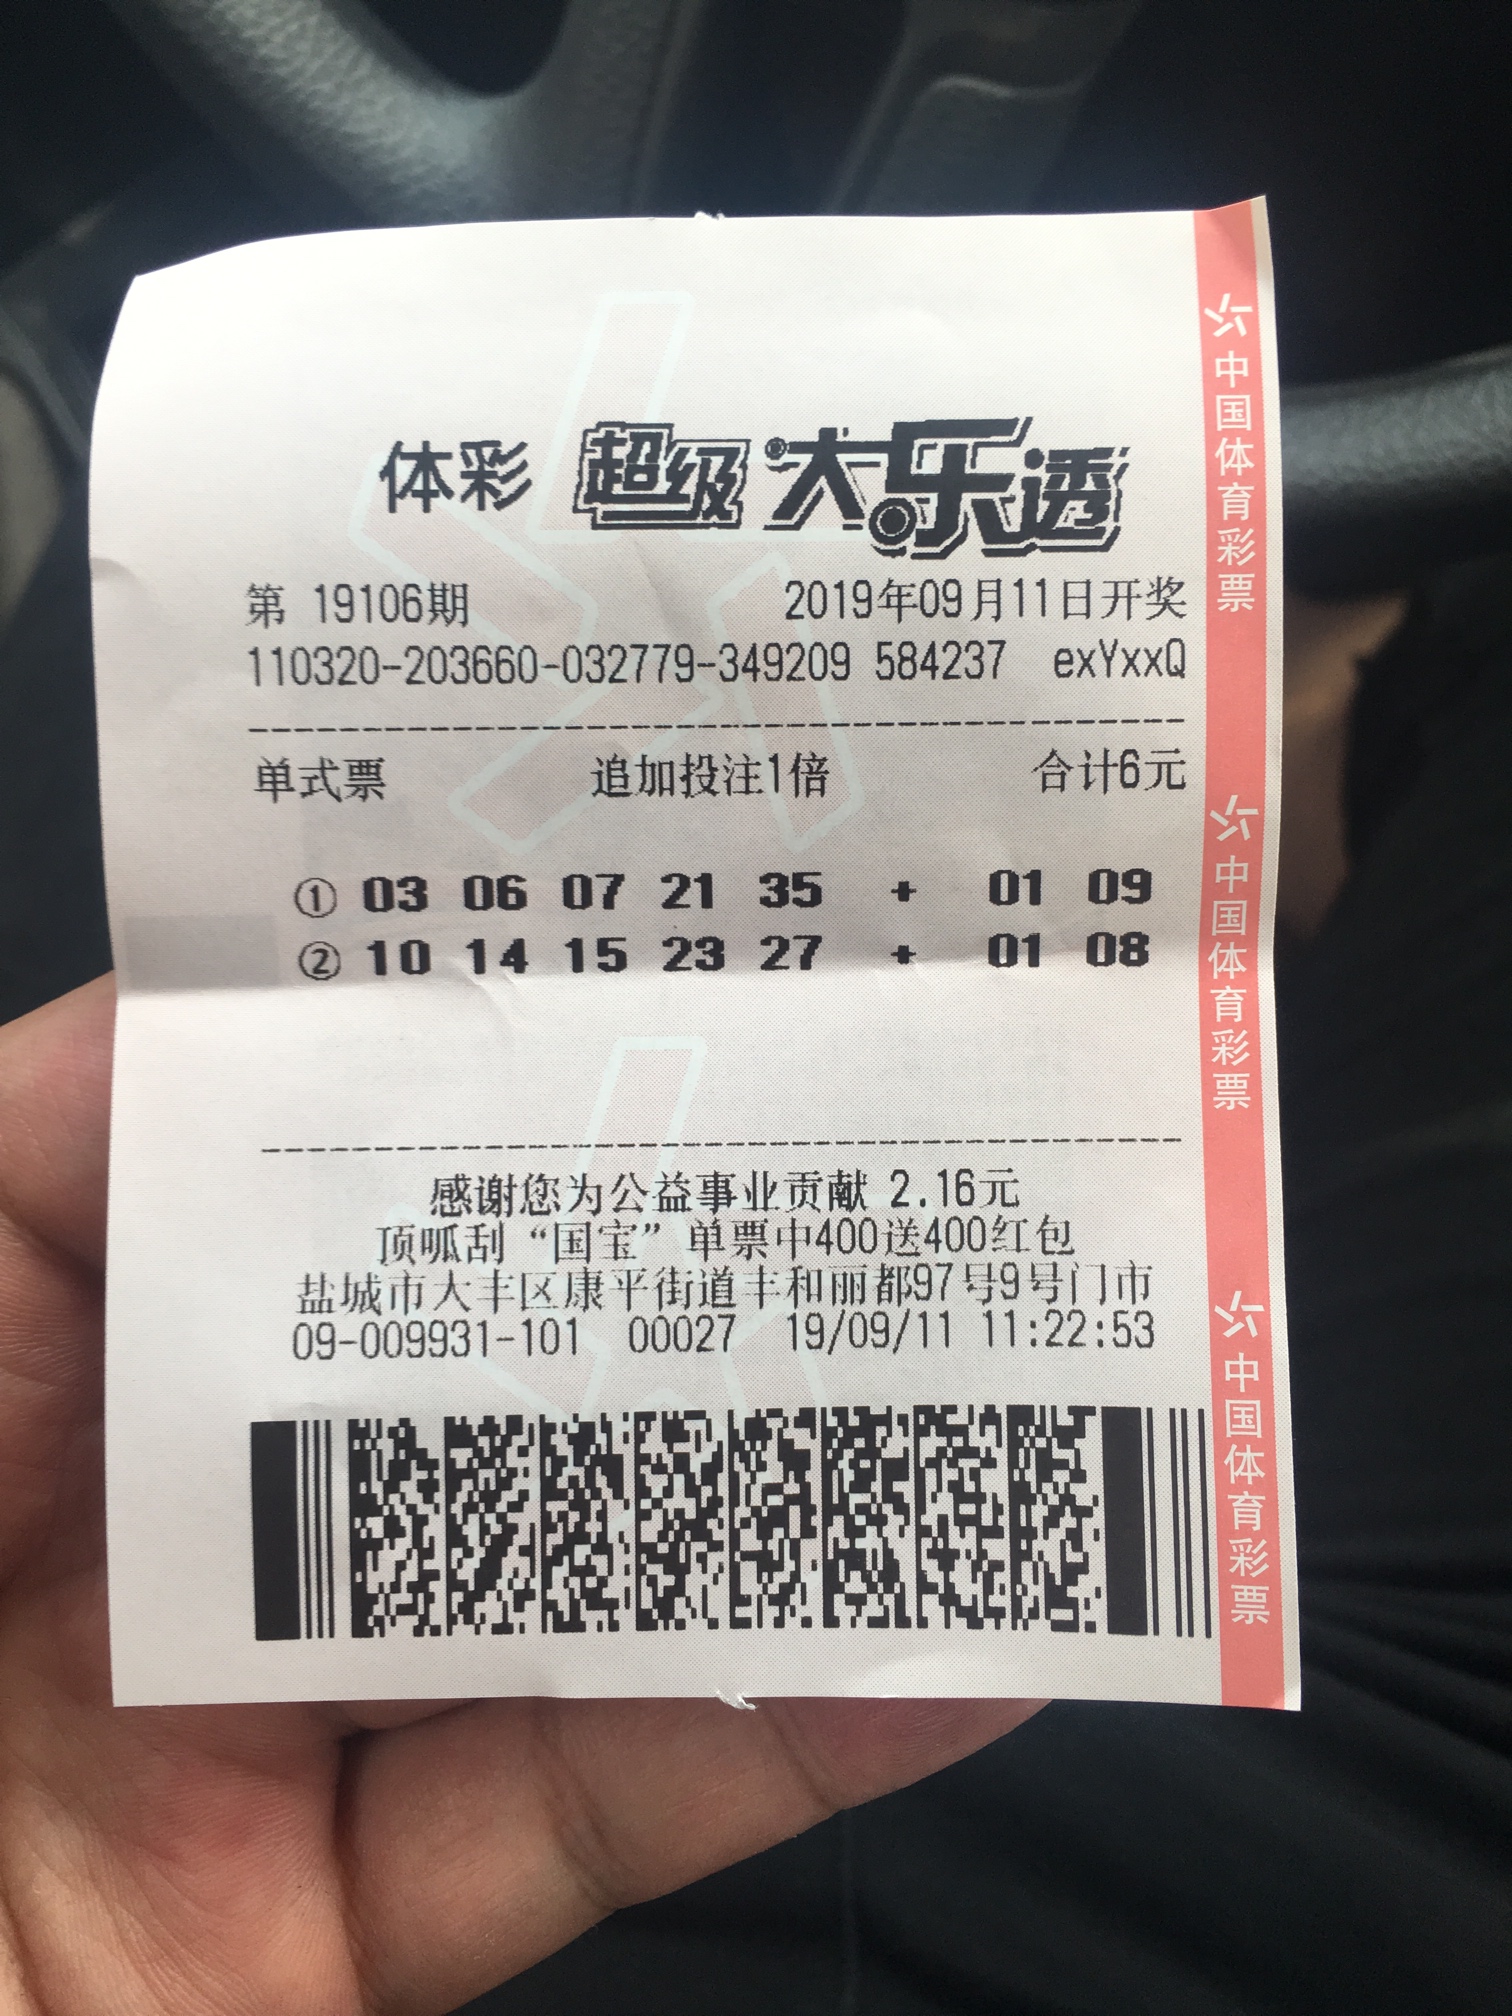 体彩 超级大乐透
第 19106期 2019年09月11日开奖
110320-203660-032779-349209 584237 exYxxQ
单式票 追加投注1倍 合计6元
① 03 06 07 21 35 + 01 09
② 10 14 15 23 27 + 01 08
感谢您为公益事业贡献 2.16元
顶呱刮“国宝”单票中400送400红包
盐城市大丰区康平街道丰和丽都97号9号门市
09-009931-101 00027 19/09/11 11:22:53
中国体育彩票
中国体育彩票
中国体育彩票